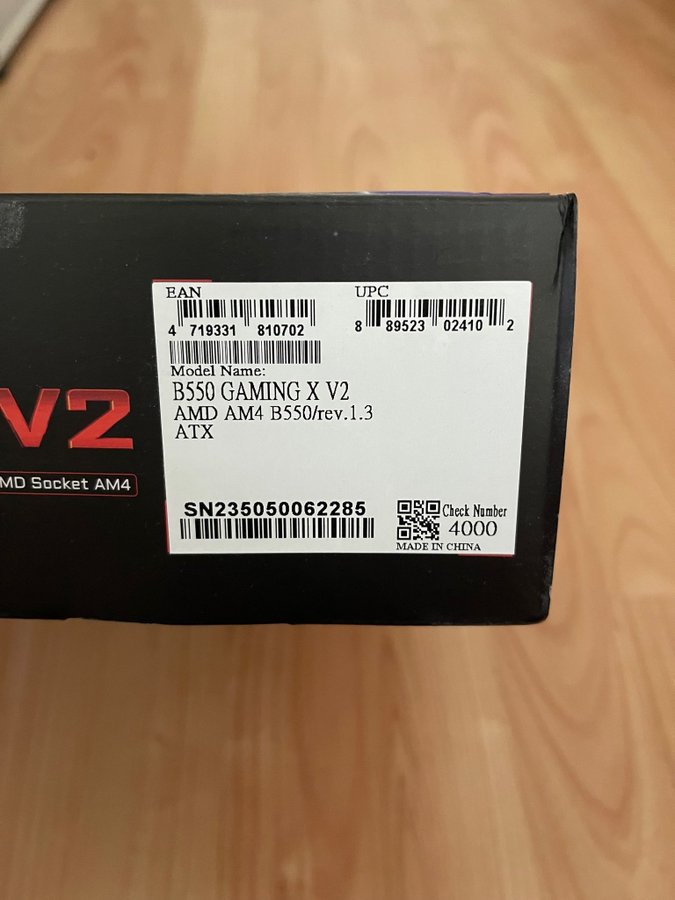 V2
MD Socket AM4
EAN
4 719331 810702
UPC
8 89523 02410 2
Model Name:
B550 GAMING X V2
AMD AM4 B550/rev.1.3
ATX
SN235050062285
Check Number
4000
MADE IN CHINA